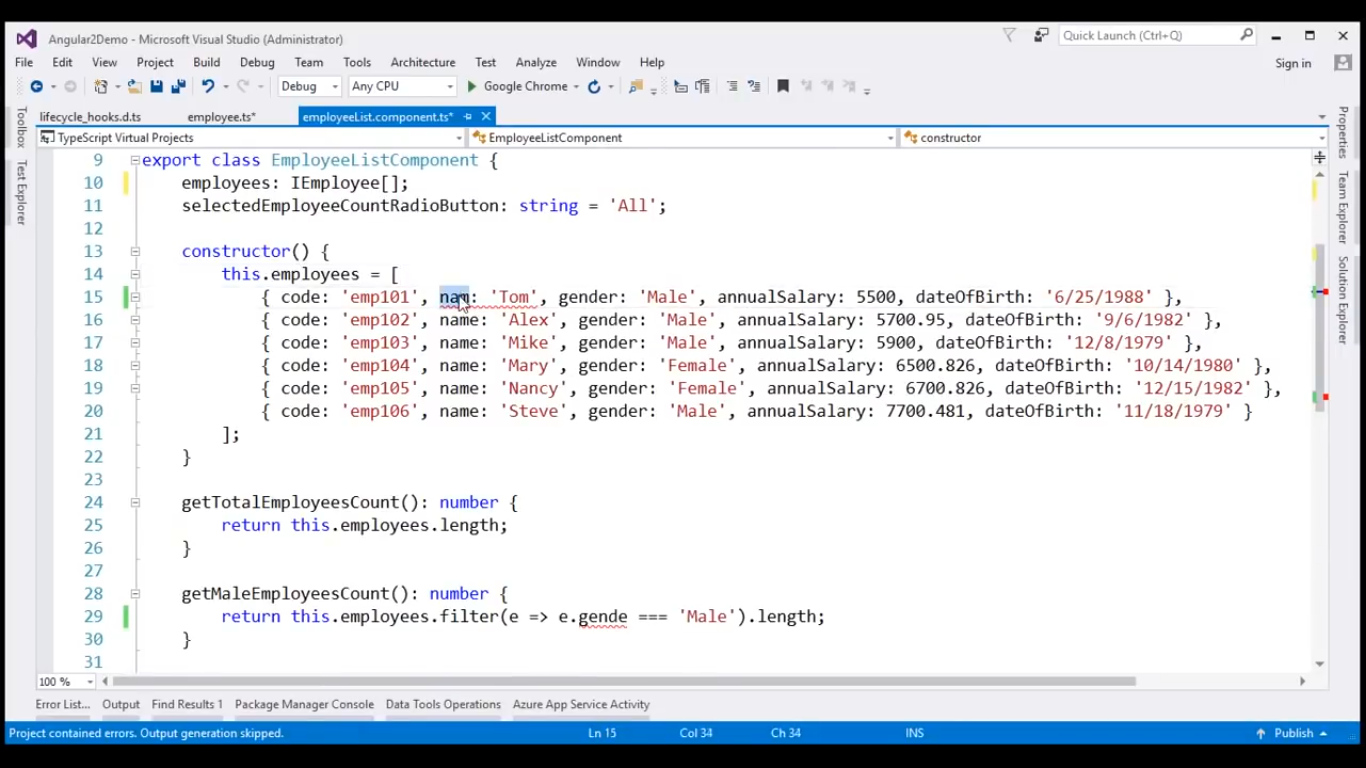 Angular2Demo - Microsoft Visual Studio (Administrator)
Quick Launch (Ctrl+Q)
File Edit View Project Build Debug Team Tools Architecture Test Analyze Window Help
Sign in
Debug Any CPU Google Chrome
lifecycle_hooks.d.ts employee.ts* employeeList.component.ts*
TypeScript Virtual Projects EmployeeListComponent constructor
Toolbox
Test Explorer
Properties
Team Explorer
Solution Explorer
9 export class EmployeeListComponent {
10 employees: IEmployee[];
11 selectedEmployeeCountRadioButton: string = 'All';
12
13 constructor() {
14 this.employees = [
15 { code: 'emp101', nam: 'Tom', gender: 'Male', annualSalary: 5500, dateOfBirth: '6/25/1988' },
16 { code: 'emp102', name: 'Alex', gender: 'Male', annualSalary: 5700.95, dateOfBirth: '9/6/1982' },
17 { code: 'emp103', name: 'Mike', gender: 'Male', annualSalary: 5900, dateOfBirth: '12/8/1979' },
18 { code: 'emp104', name: 'Mary', gender: 'Female', annualSalary: 6500.826, dateOfBirth: '10/14/1980' },
19 { code: 'emp105', name: 'Nancy', gender: 'Female', annualSalary: 6700.826, dateOfBirth: '12/15/1982' },
20 { code: 'emp106', name: 'Steve', gender: 'Male', annualSalary: 7700.481, dateOfBirth: '11/18/1979' }
21 ];
22 }
23
24 getTotalEmployeesCount(): number {
25 return this.employees.length;
26 }
27
28 getMaleEmployeesCount(): number {
29 return this.employees.filter(e => e.gende === 'Male').length;
30 }
31
100 %
Error List... Output Find Results 1 Package Manager Console Data Tools Operations Azure App Service Activity
Project contained errors. Output generation skipped. Ln 15 Col 34 Ch 34 INS Publish